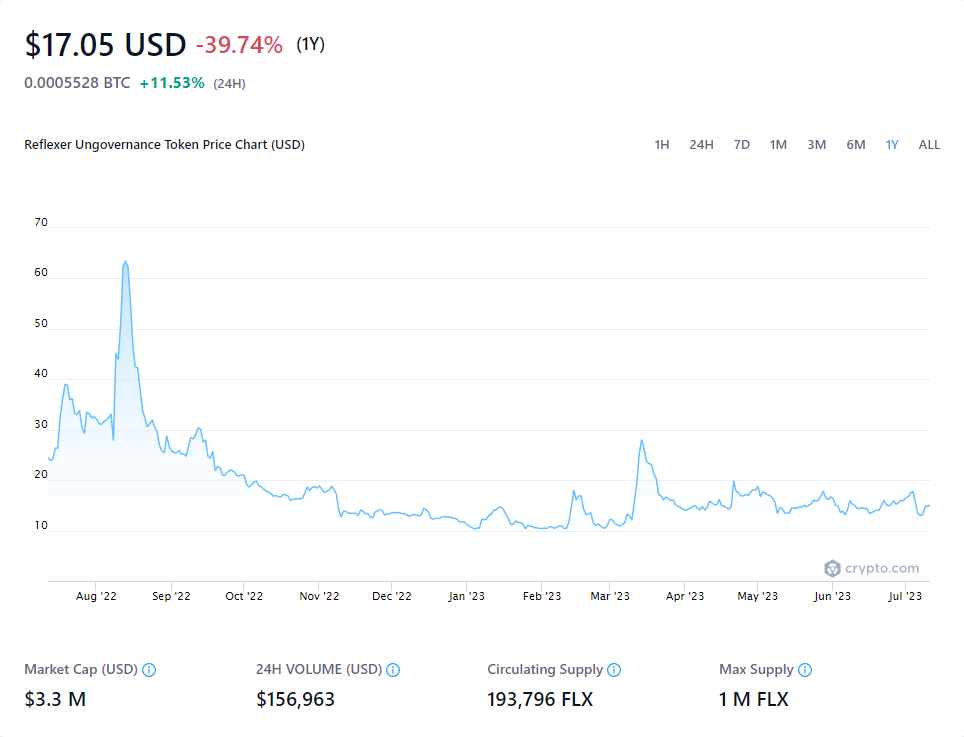 $17.05 USD -39.74% (1Y)
0.0005528 BTC +11.53% (24H)
Reflexer Ungovernance Token Price Chart (USD) 1H 24H 7D 1M 3M 6M 1Y ALL
70
60
50
40
30
20
10
crypto.com
Aug '22 Sep '22 Oct '22 Nov '22 Dec '22 Jan '23 Feb '23 Mar '23 Apr '23 May '23 Jun '23 Jul '23
Market Cap (USD) 24H VOLUME (USD) Circulating Supply Max Supply
$3.3 M $156,963 193,796 FLX 1 M FLX